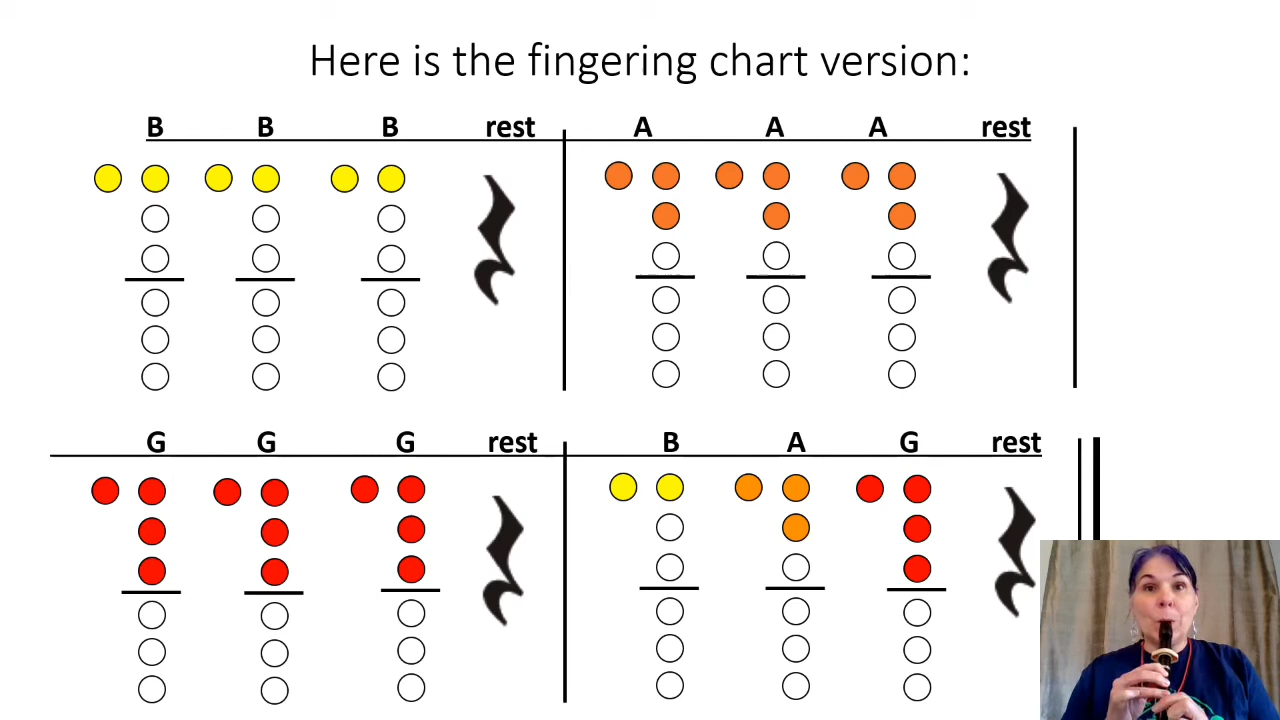 Here is the fingering chart version:
B B B rest A A A rest
G G G rest B A G rest